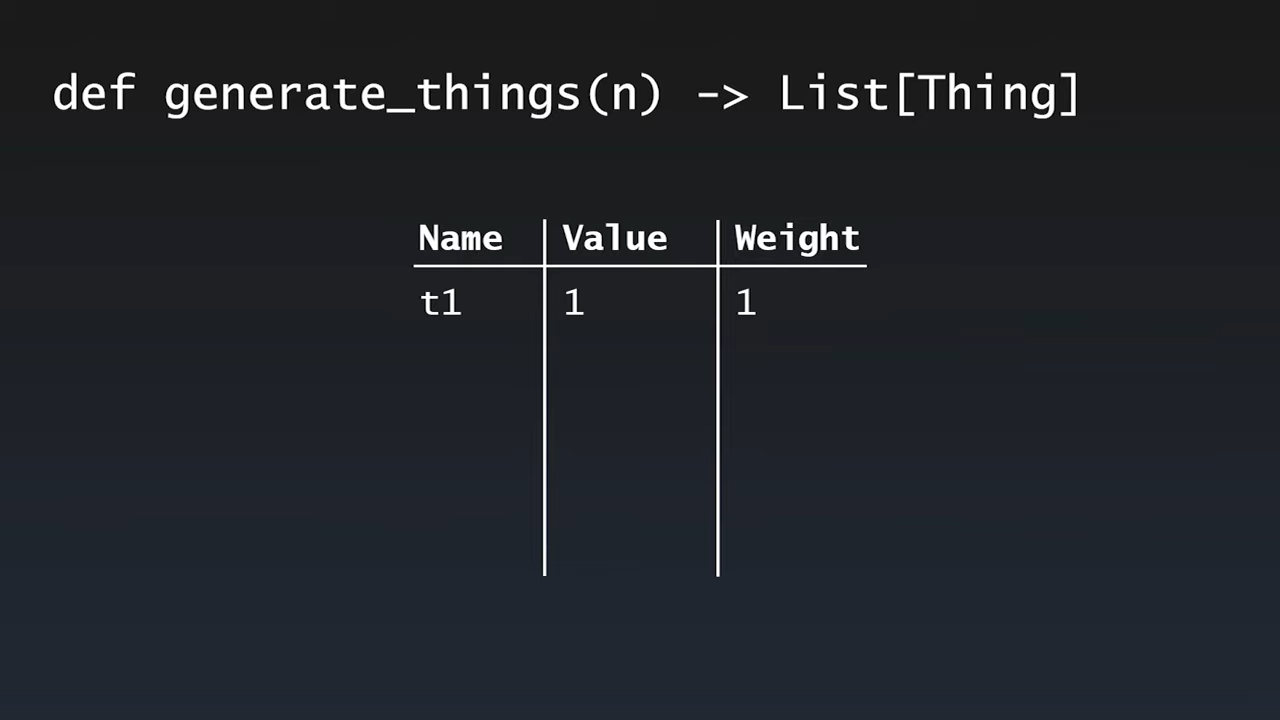 def generate_things(n) -> List[Thing]
Name Value Weight
t1 1 1